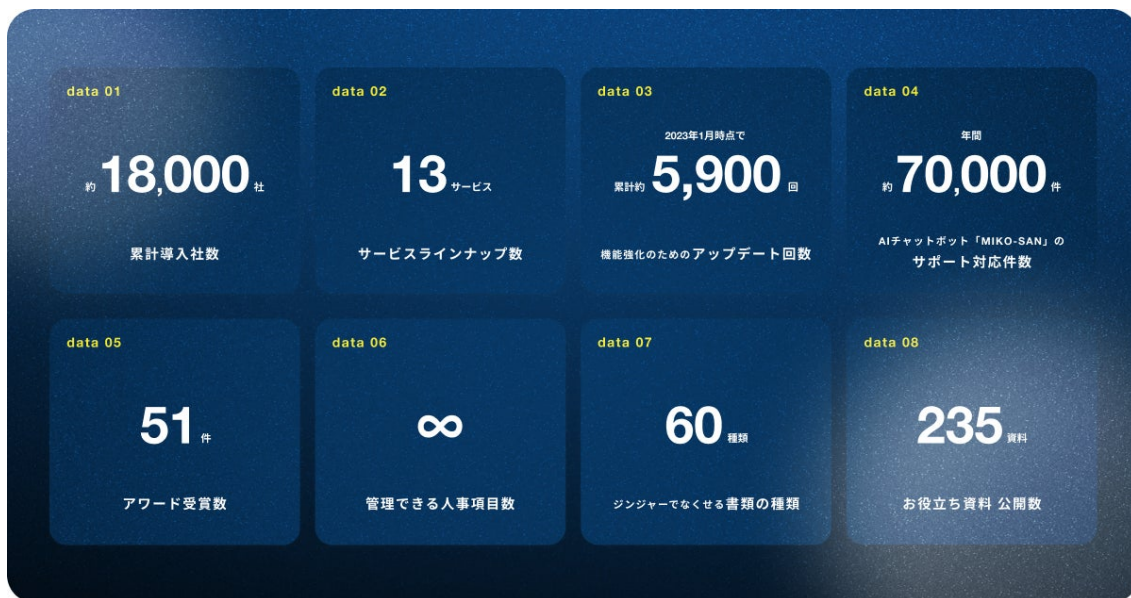 data 01
約18,000社
累計導入社数
data 02
13サービス
サービスラインナップ数
data 03
2023年1月時点で
累計約5,900回
機能強化のためのアップデート回数
data 04
年間
約70,000件
AIチャットボット「MIKO-SAN」の
サポート対応件数
data 05
51件
アワード受賞数
data 06
∞
管理できる人事項目数
data 07
60種類
ジンジャーでなくせる書類の種類
data 08
235資料
お役立ち資料 公開数